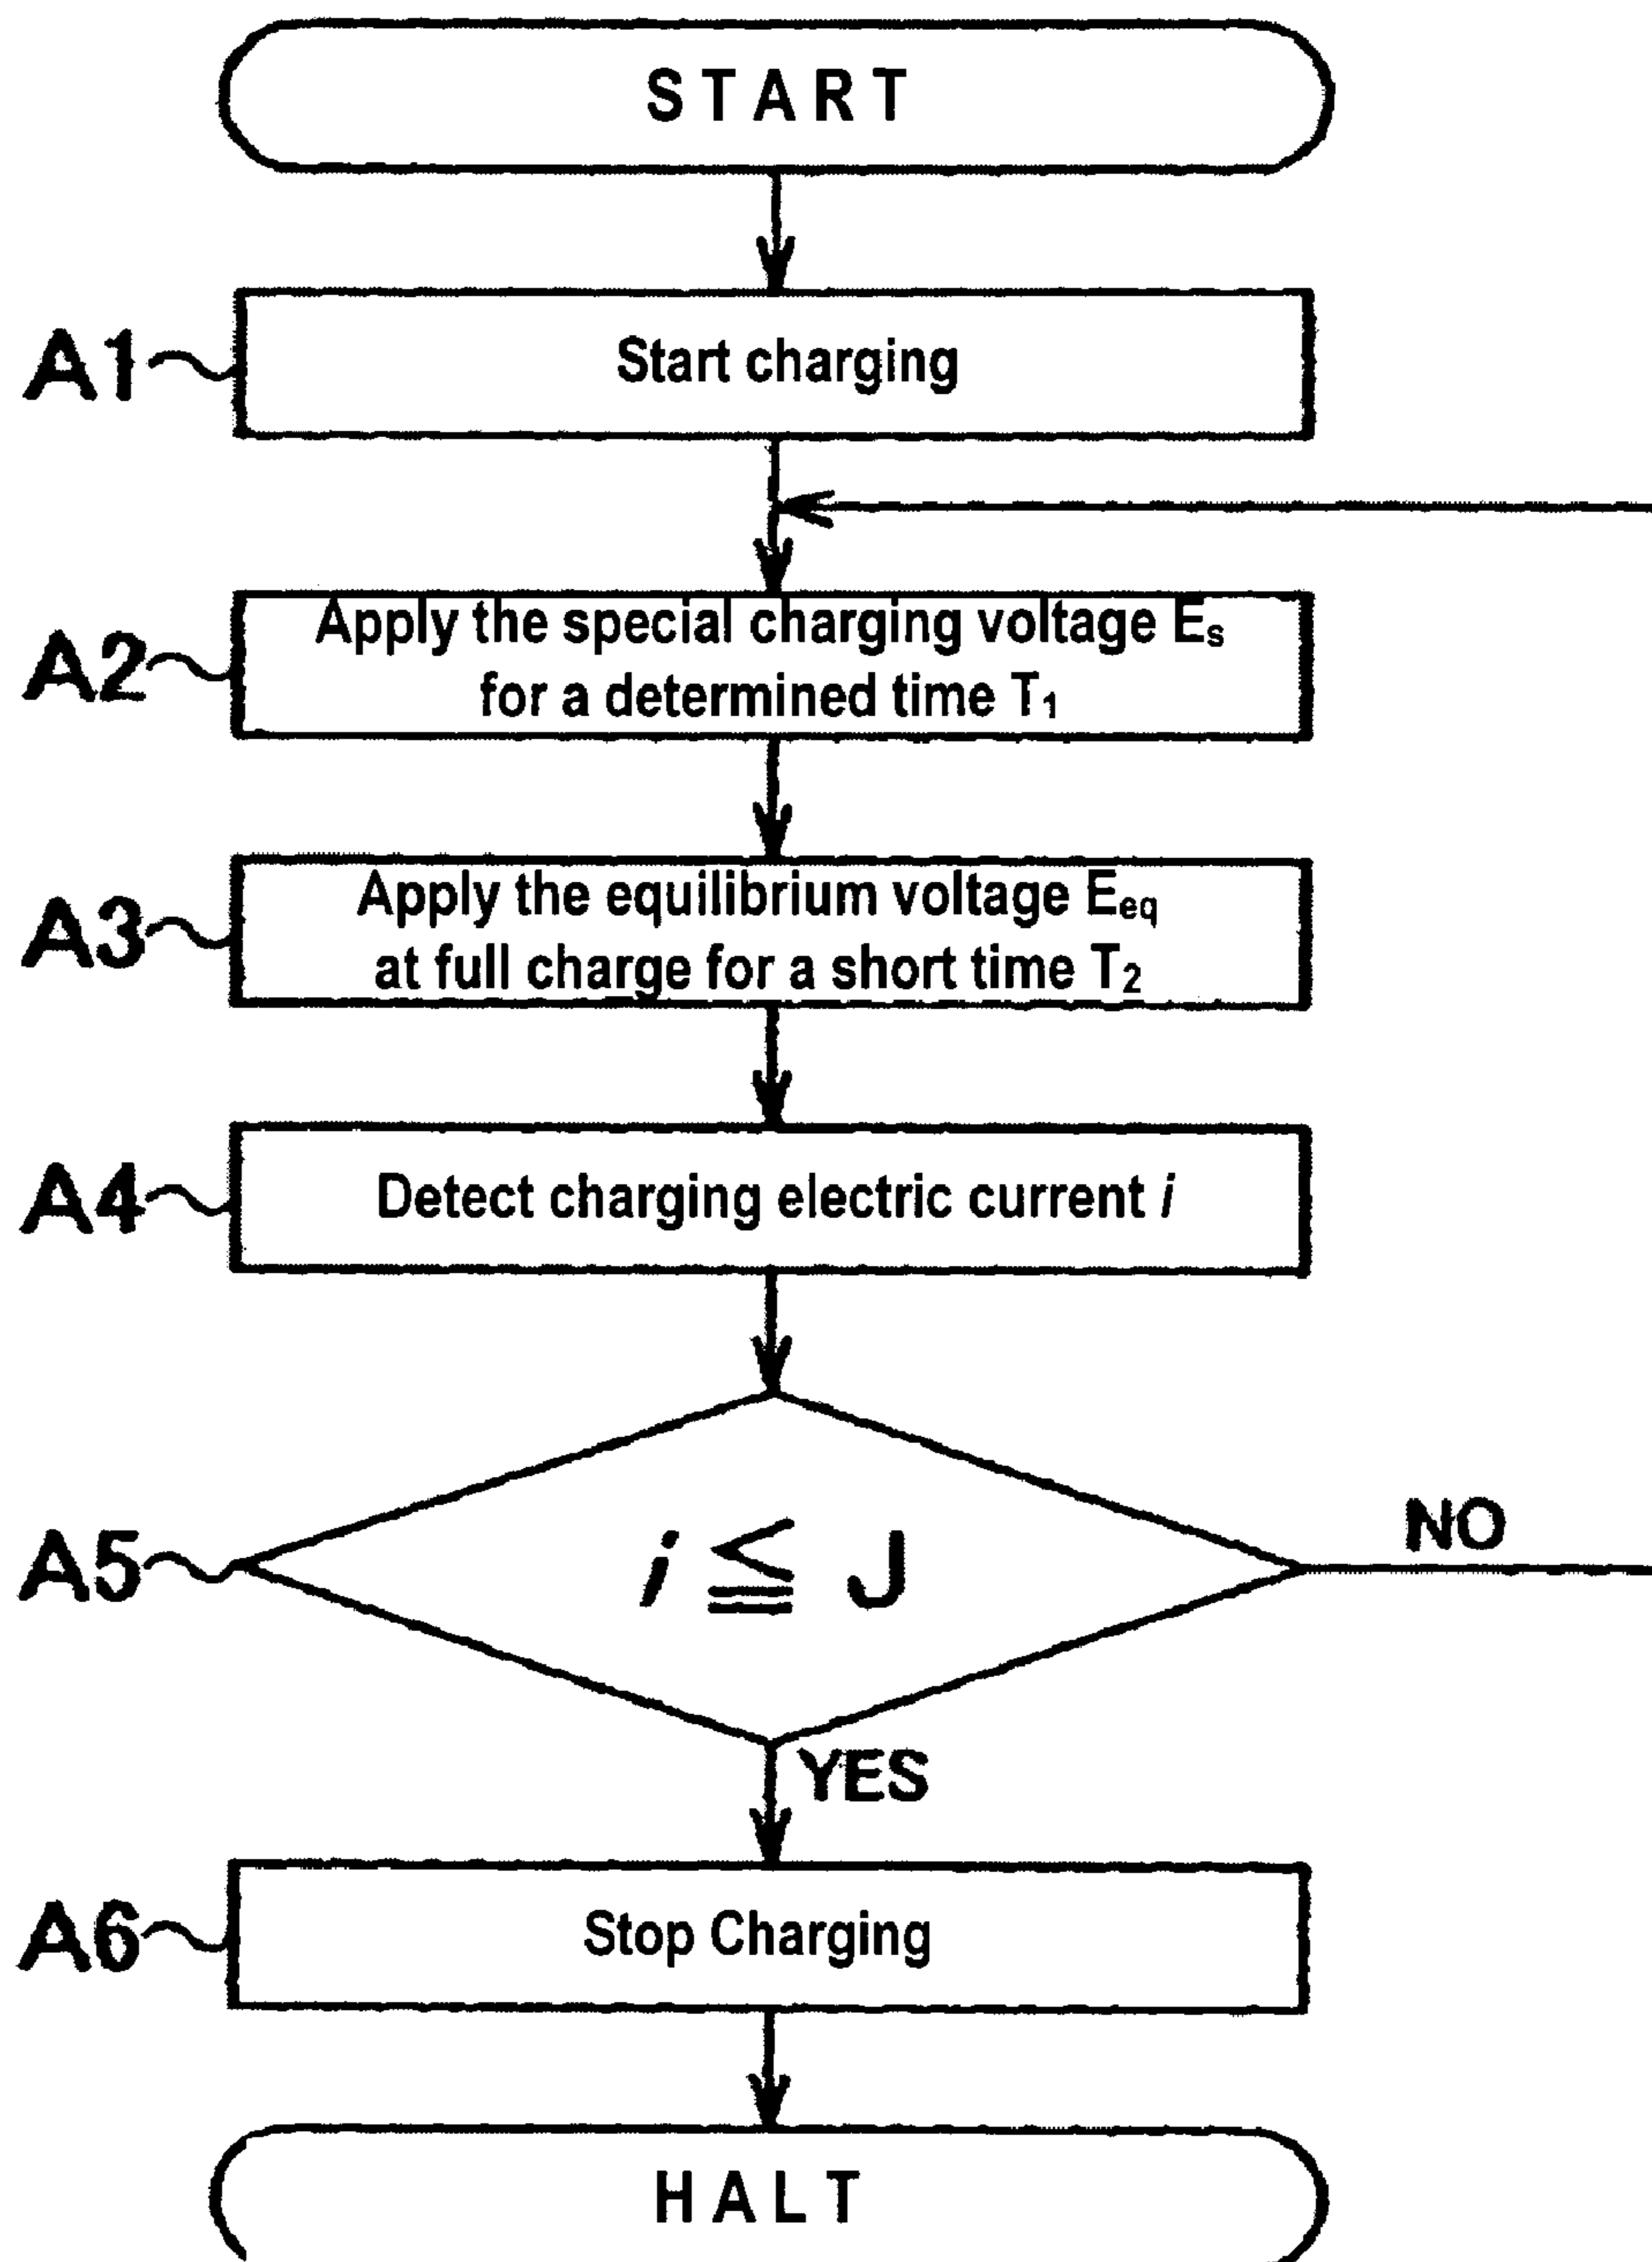 START
A1
Start charging
A2
Apply the special charging voltage Eₛ
for a determined time T₁
A3
Apply the equilibrium voltage Eeq
at full charge for a short time T₂
A4
Detect charging electric current i
A5
i ≦ J
NO
YES
A6
Stop Charging
HALT